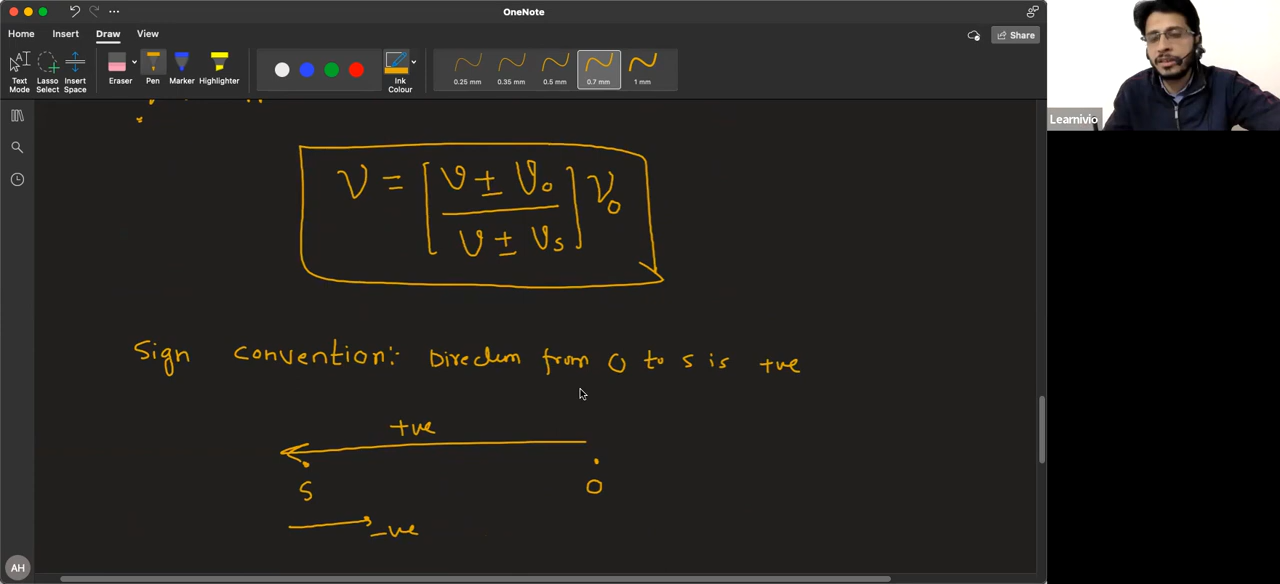 OneNote
Home Insert Draw View
Share
Text Mode
Lasso Select
Insert Space
Eraser
Pen
Marker
Highlighter
Ink Colour
0.25 mm
0.35 mm
0.5 mm
0.7 mm
1 mm
Learnivio
ν = [ v ± v₀ / v ± vₛ ] ν₀
Sign convention:- Direction from O to S is +ve
+ve
S O
-ve
AH